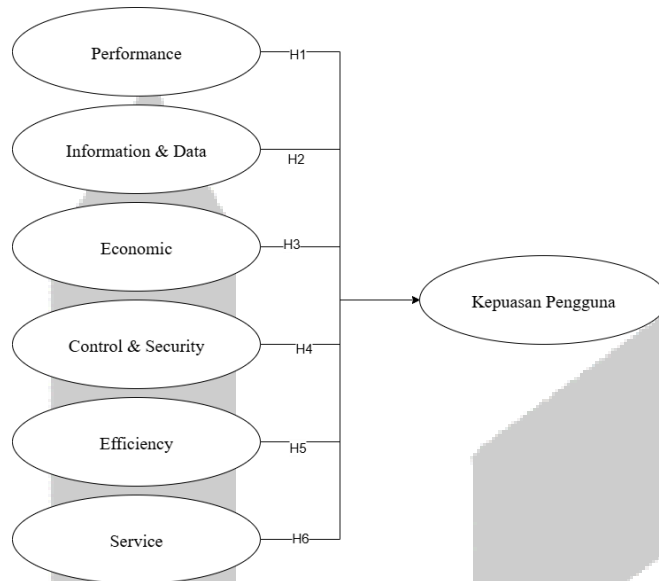 Performance
H1
Information & Data
H2
Economic
H3
Kepuasan Pengguna
Control & Security
H4
Efficiency
H5
Service
H6